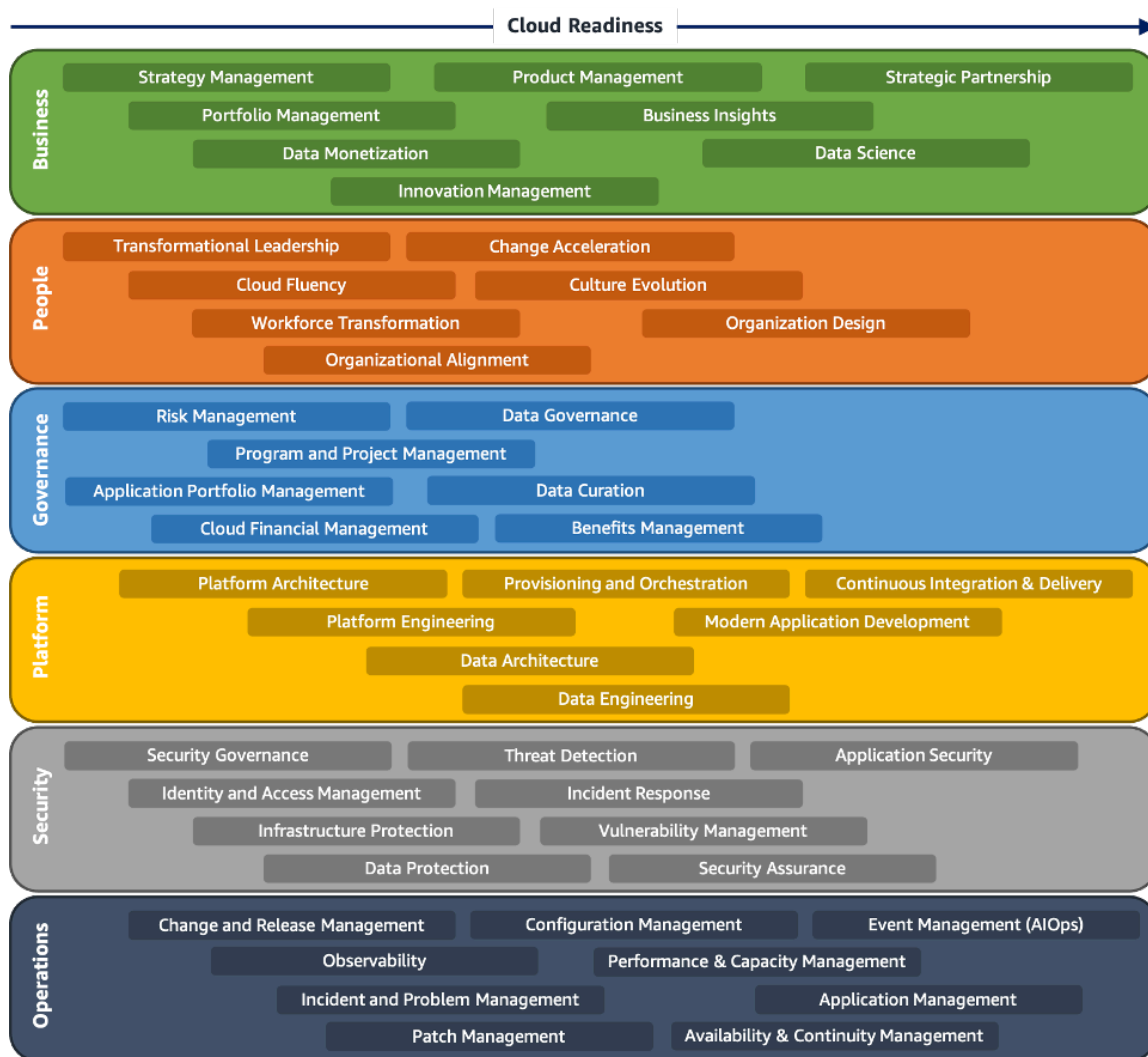 Cloud Readiness
Business
Strategy Management
Product Management
Strategic Partnership
Portfolio Management
Business Insights
Data Monetization
Data Science
Innovation Management
People
Transformational Leadership
Change Acceleration
Cloud Fluency
Culture Evolution
Workforce Transformation
Organization Design
Organizational Alignment
Governance
Risk Management
Data Governance
Program and Project Management
Application Portfolio Management
Data Curation
Cloud Financial Management
Benefits Management
Platform
Platform Architecture
Provisioning and Orchestration
Continuous Integration & Delivery
Platform Engineering
Modern Application Development
Data Architecture
Data Engineering
Security
Security Governance
Threat Detection
Application Security
Identity and Access Management
Incident Response
Infrastructure Protection
Vulnerability Management
Data Protection
Security Assurance
Operations
Change and Release Management
Configuration Management
Event Management (AIOps)
Observability
Performance & Capacity Management
Incident and Problem Management
Application Management
Patch Management
Availability & Continuity Management